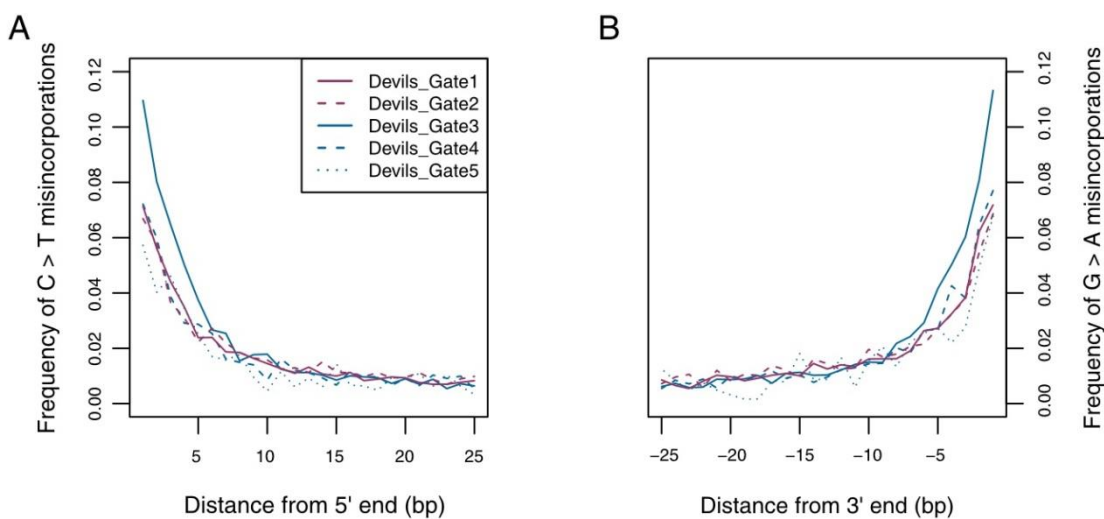 A
Frequency of C > T misincorporations
0.12
0.10
0.08
0.06
0.04
0.02
0.00
5
10
15
20
25
Distance from 5' end (bp)
Devils_Gate1
Devils_Gate2
Devils_Gate3
Devils_Gate4
Devils_Gate5
B
Frequency of G > A misincorporations
0.12
0.10
0.08
0.06
0.04
0.02
0.00
−25
−20
−15
−10
−5
Distance from 3' end (bp)